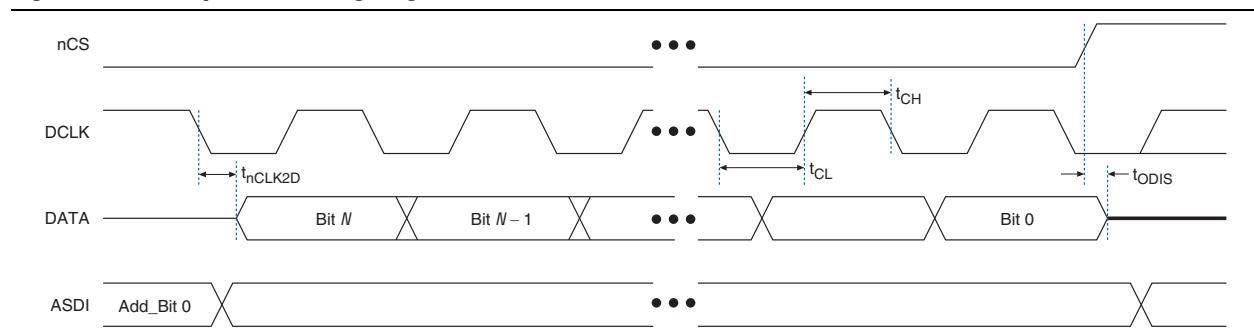 nCS
DCLK
tCH
tCL
tnCLK2D
tODIS
DATA
Bit N
Bit N – 1
Bit 0
ASDI
Add_Bit 0